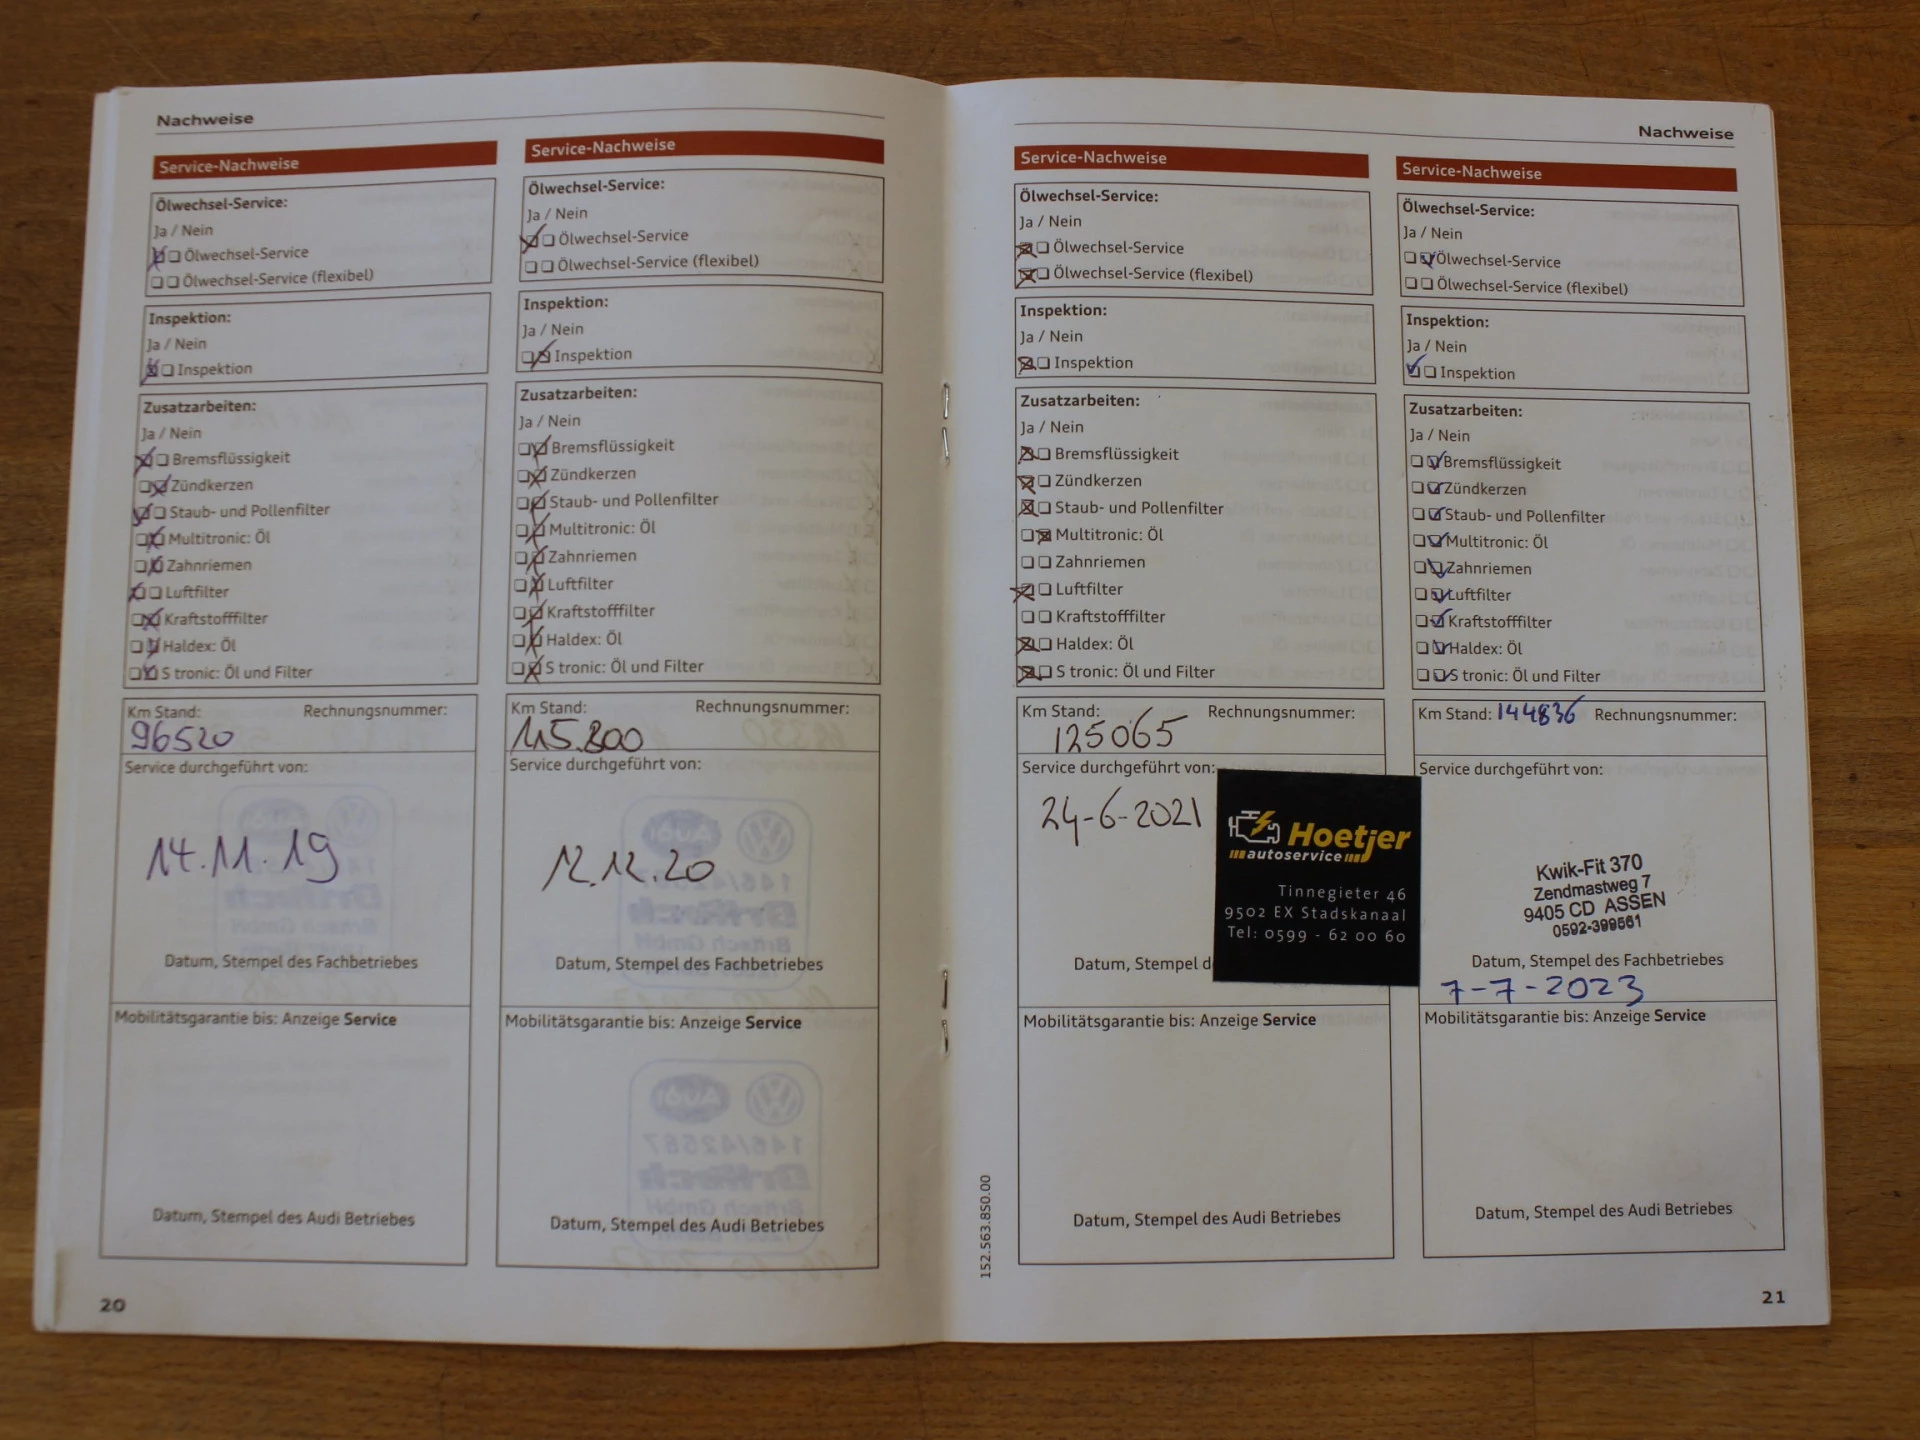 Nachweise
Service-Nachweise
Ölwechsel-Service:
Ja / Nein
Ölwechsel-Service
Ölwechsel-Service (flexibel)
Inspektion:
Ja / Nein
Inspektion
Zusatzarbeiten:
Ja / Nein
Bremsflüssigkeit
Zündkerzen
Staub- und Pollenfilter
Multitronic: Öl
Zahnriemen
Luftfilter
Kraftstofffilter
Haldex: Öl
S tronic: Öl und Filter
Km Stand: Rechnungsnummer:
96520
Service durchgeführt von:
14.11.19
Datum, Stempel des Fachbetriebes
Mobilitätsgarantie bis: Anzeige Service
Datum, Stempel des Audi Betriebes
20
Service-Nachweise
Ölwechsel-Service:
Ja / Nein
Ölwechsel-Service
Ölwechsel-Service (flexibel)
Inspektion:
Ja / Nein
Inspektion
Zusatzarbeiten:
Ja / Nein
Bremsflüssigkeit
Zündkerzen
Staub- und Pollenfilter
Multitronic: Öl
Zahnriemen
Luftfilter
Kraftstofffilter
Haldex: Öl
S tronic: Öl und Filter
Km Stand: Rechnungsnummer:
115.800
Service durchgeführt von:
12.12.20
Datum, Stempel des Fachbetriebes
Mobilitätsgarantie bis: Anzeige Service
Datum, Stempel des Audi Betriebes
Nachweise
Service-Nachweise
Ölwechsel-Service:
Ja / Nein
Ölwechsel-Service
Ölwechsel-Service (flexibel)
Inspektion:
Ja / Nein
Inspektion
Zusatzarbeiten:
Ja / Nein
Bremsflüssigkeit
Zündkerzen
Staub- und Pollenfilter
Multitronic: Öl
Zahnriemen
Luftfilter
Kraftstofffilter
Haldex: Öl
S tronic: Öl und Filter
Km Stand: Rechnungsnummer:
125065
Service durchgeführt von:
24-6-2021
Hoetjer
autoservice
Tinnegieter 46
9502 EX Stadskanaal
Tel: 0599 - 62 00 60
Datum, Stempel d
Mobilitätsgarantie bis: Anzeige Service
Datum, Stempel des Audi Betriebes
152.563.8S0.00
Service-Nachweise
Ölwechsel-Service:
Ja / Nein
Ölwechsel-Service
Ölwechsel-Service (flexibel)
Inspektion:
Ja / Nein
Inspektion
Zusatzarbeiten:
Ja / Nein
Bremsflüssigkeit
Zündkerzen
Staub- und Pollenfilter
Multitronic: Öl
Zahnriemen
Luftfilter
Kraftstofffilter
Haldex: Öl
S tronic: Öl und Filter
Km Stand: 144836 Rechnungsnummer:
Service durchgeführt von:
Kwik-Fit 370
Zendmastweg 7
9405 CD ASSEN
0592-399561
Datum, Stempel des Fachbetriebes
7-7-2023
Mobilitätsgarantie bis: Anzeige Service
Datum, Stempel des Audi Betriebes
21